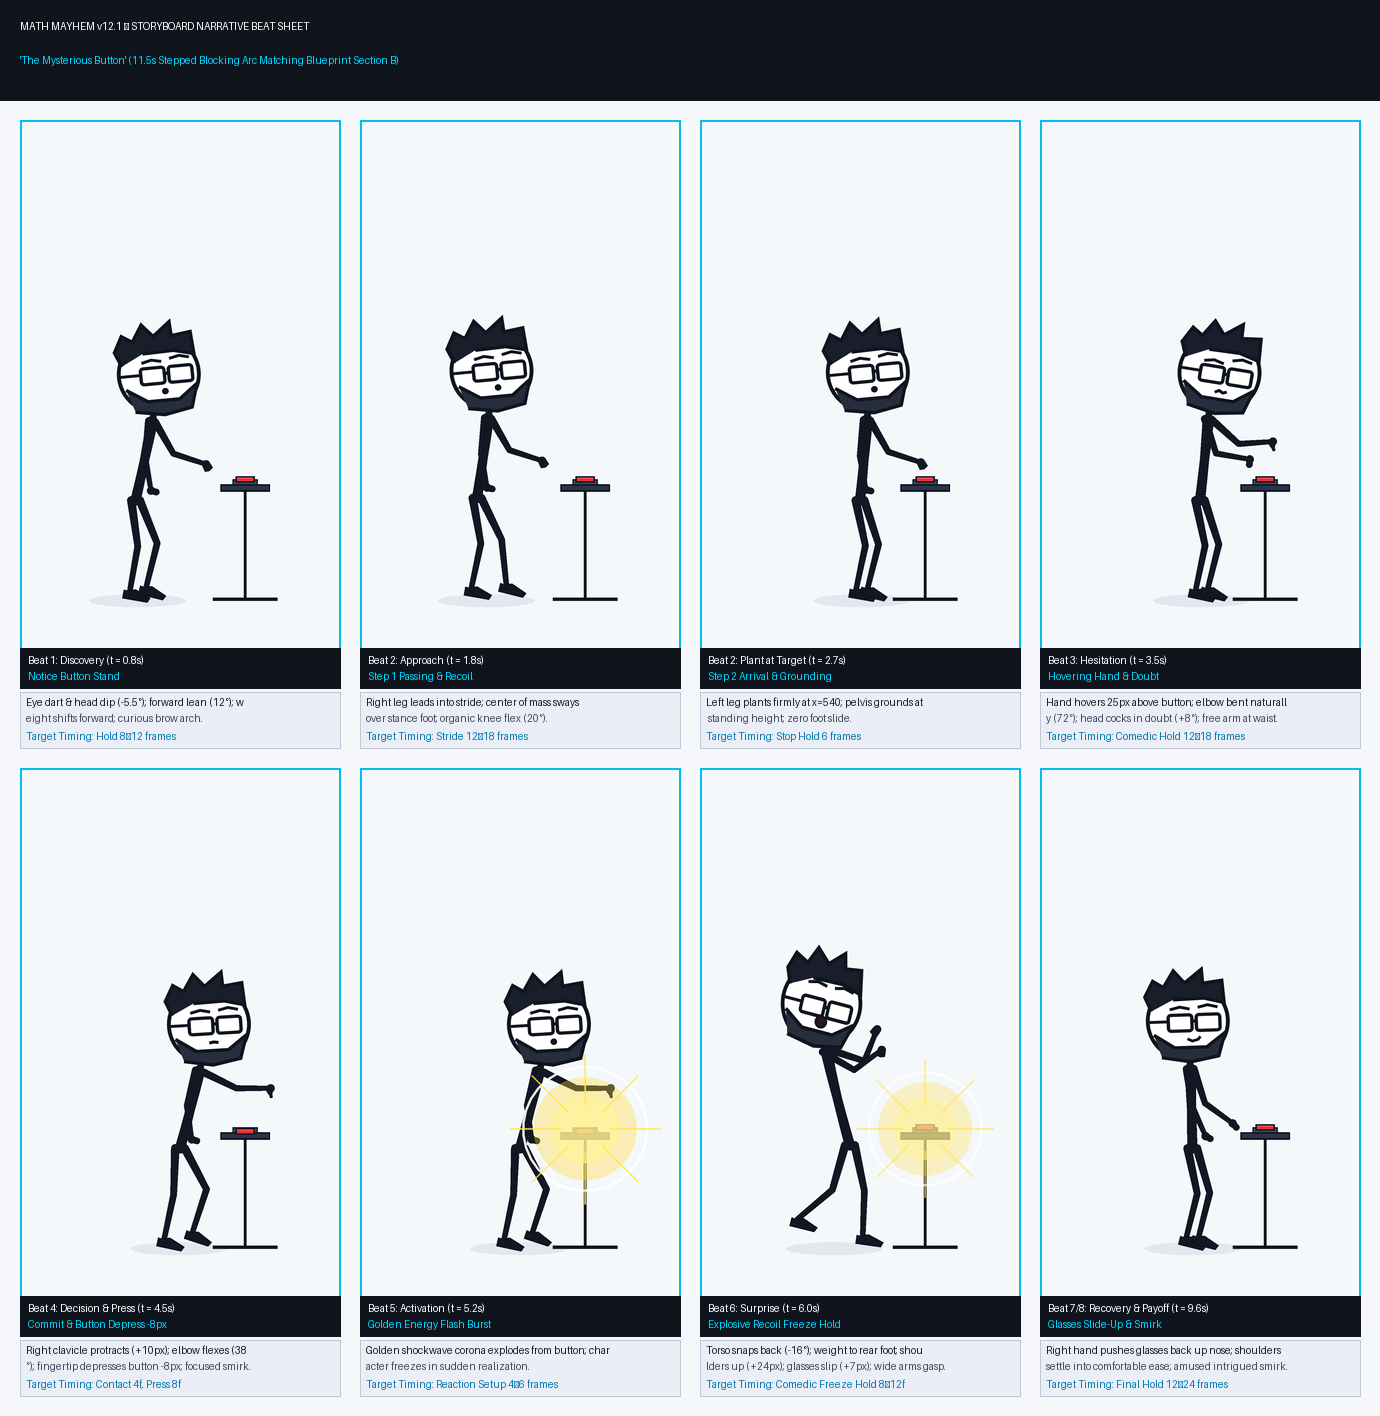 MATH MAYHEM v12.1 □ STORYBOARD NARRATIVE BEAT SHEET
'The Mysterious Button' (11.5s Stepped Blocking Arc Matching Blueprint Section B)
Beat 1: Discovery (t = 0.8s)
Notice Button Stand
Eye dart & head dip (-5.5°); forward lean (12°); w
eight shifts forward; curious brow arch.
Target Timing: Hold 8□12 frames
Beat 2: Approach (t = 1.8s)
Step 1 Passing & Recoil
Right leg leads into stride; center of mass sways
over stance foot; organic knee flex (20°).
Target Timing: Stride 12□18 frames
Beat 2: Plant at Target (t = 2.7s)
Step 2 Arrival & Grounding
Left leg plants firmly at x=540; pelvis grounds at
standing height; zero foot slide.
Target Timing: Stop Hold 6 frames
Beat 3: Hesitation (t = 3.5s)
Hovering Hand & Doubt
Hand hovers 25px above button; elbow bent naturall
y (72°); head cocks in doubt (+8°); free arm at waist.
Target Timing: Comedic Hold 12□18 frames
Beat 4: Decision & Press (t = 4.5s)
Commit & Button Depress -8px
Right clavicle protracts (+10px); elbow flexes (38
°); fingertip depresses button -8px; focused smirk.
Target Timing: Contact 4f, Press 8f
Beat 5: Activation (t = 5.2s)
Golden Energy Flash Burst
Golden shockwave corona explodes from button; char
acter freezes in sudden realization.
Target Timing: Reaction Setup 4□6 frames
Beat 6: Surprise (t = 6.0s)
Explosive Recoil Freeze Hold
Torso snaps back (-16°); weight to rear foot; shou
lders up (+24px); glasses slip (+7px); wide arms gasp.
Target Timing: Comedic Freeze Hold 8□12f
Beat 7/8: Recovery & Payoff (t = 9.6s)
Glasses Slide-Up & Smirk
Right hand pushes glasses back up nose; shoulders
settle into comfortable ease; amused intrigued smirk.
Target Timing: Final Hold 12□24 frames